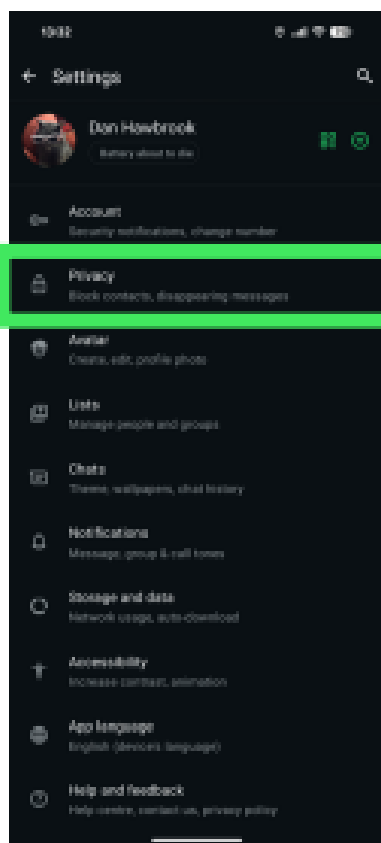 10:32
Settings
Dan Hawbrook
Battery about to die
Account
Security notifications, change number
Privacy
Block contacts, disappearing messages
Avatar
Create, edit, profile photo
Lists
Manage people and groups
Chats
Theme, wallpapers, chat history
Notifications
Message, group & call tones
Storage and data
Network usage, auto-download
Accessibility
Increase contrast, animation
App language
English (device's language)
Help and feedback
Help centre, contact us, privacy policy